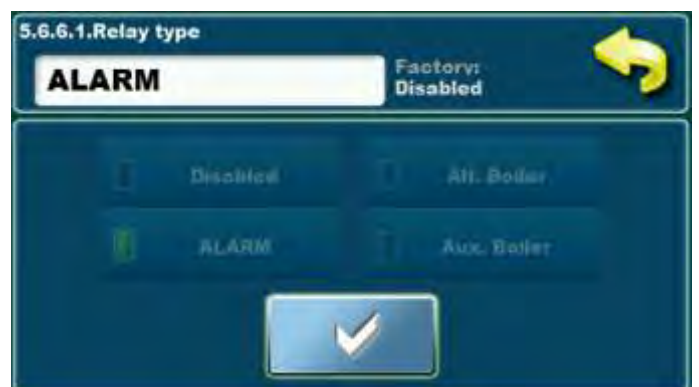 5.6.6.1.Relay type
ALARM
Factory:
Disabled
Disabled
Alt. Boiler
ALARM
Aux. Boiler